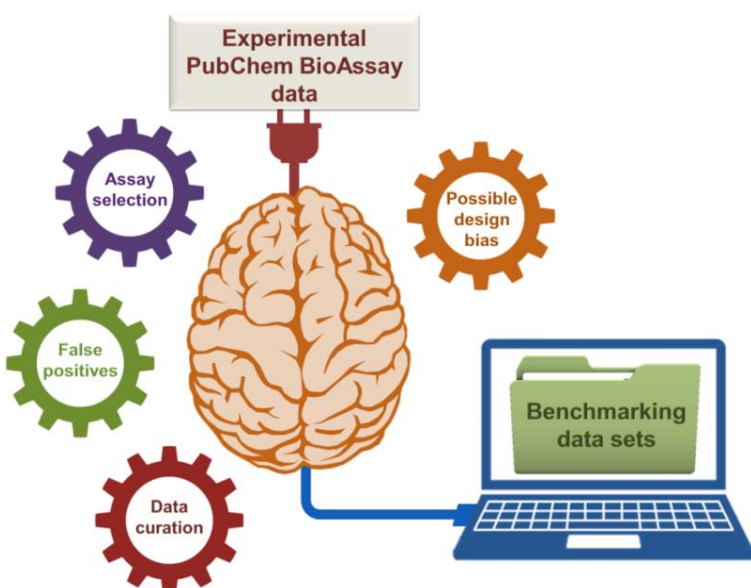 Experimental
PubChem BioAssay
data
Assay
selection
Possible
design
bias
False
positives
Benchmarking
data sets
Data
curation